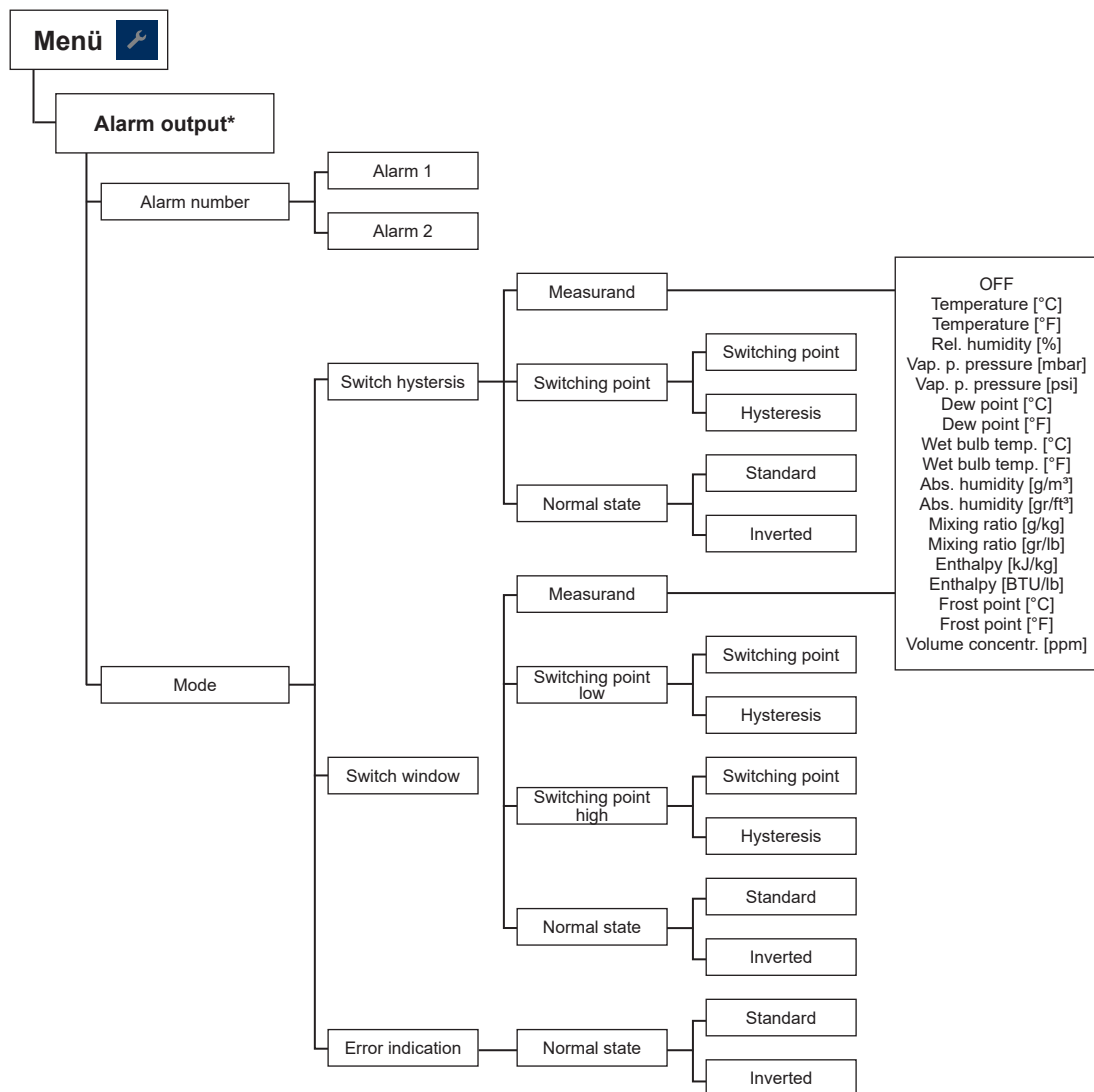 Menü
Alarm output*
Alarm number
Alarm 1
Alarm 2
Mode
Switch hystersis
Measurand
Switching point
Switching point
Hysteresis
Normal state
Standard
Inverted
Switch window
Measurand
Switching point
low
Switching point
Hysteresis
Switching point
high
Switching point
Hysteresis
Normal state
Standard
Inverted
Error indication
Normal state
Standard
Inverted
OFF
Temperature [°C]
Temperature [°F]
Rel. humidity [%]
Vap. p. pressure [mbar]
Vap. p. pressure [psi]
Dew point [°C]
Dew point [°F]
Wet bulb temp. [°C]
Wet bulb temp. [°F]
Abs. humidity [g/m³]
Abs. humidity [gr/ft³]
Mixing ratio [g/kg]
Mixing ratio [gr/lb]
Enthalpy [kJ/kg]
Enthalpy [BTU/lb]
Frost point [°C]
Frost point [°F]
Volume concentr. [ppm]